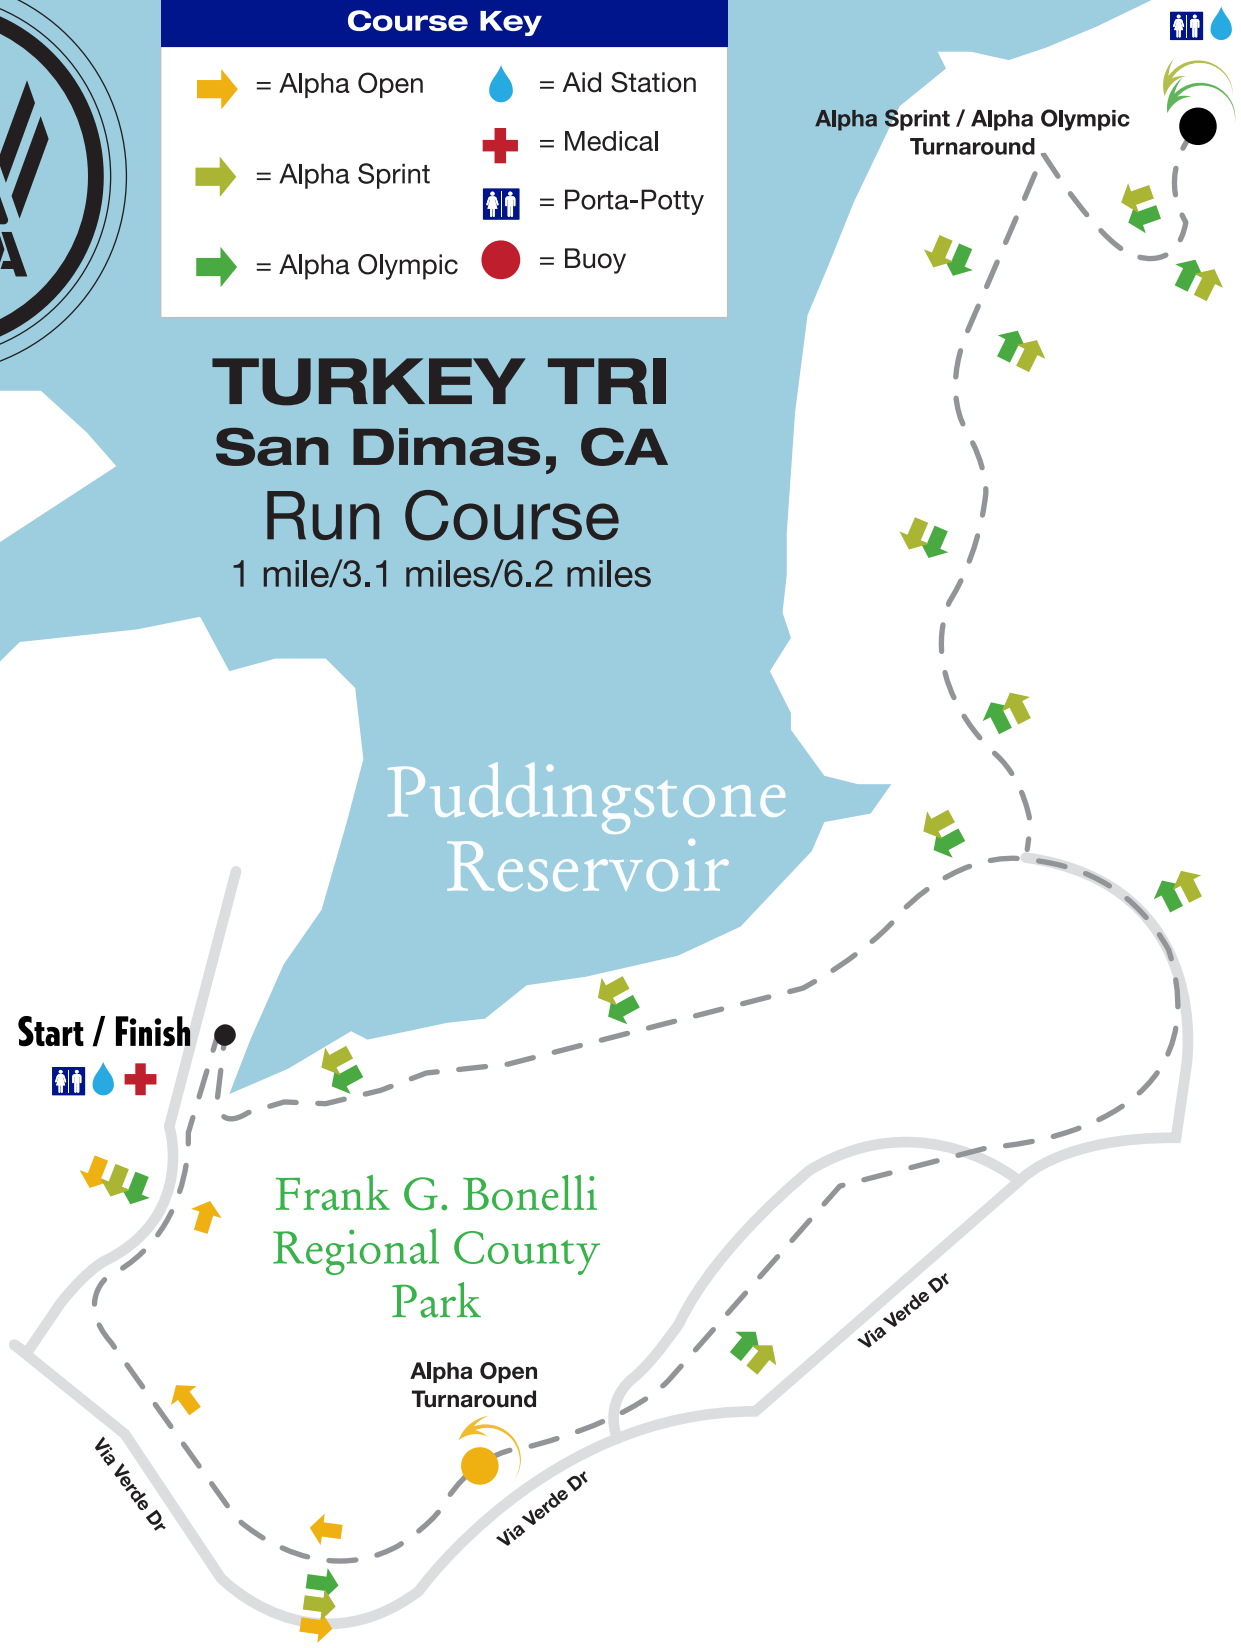 Course Key
= Alpha Open
= Aid Station
= Medical
= Alpha Sprint
= Porta-Potty
= Alpha Olympic
= Buoy
Alpha Sprint / Alpha Olympic
Turnaround
TURKEY TRI
San Dimas, CA
Run Course
1 mile/3.1 miles/6.2 miles
Puddingstone
Reservoir
Start / Finish
Frank G. Bonelli
Regional County
Park
Via Verde Dr
Alpha Open
Turnaround
Via Verde Dr
Via Verde Dr